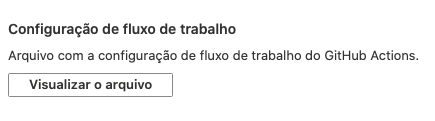 Configuração de fluxo de trabalho
Arquivo com a configuração de fluxo de trabalho do GitHub Actions.
Visualizar o arquivo